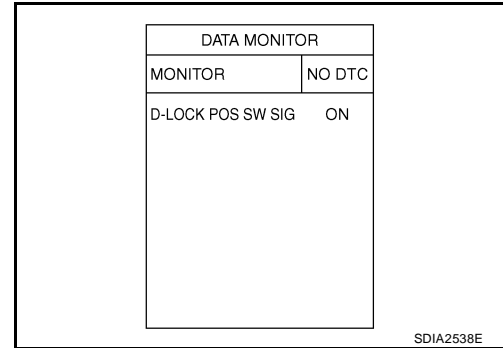 DATA MONITOR
MONITOR NO DTC
D-LOCK POS SW SIG ON
SDIA2538E